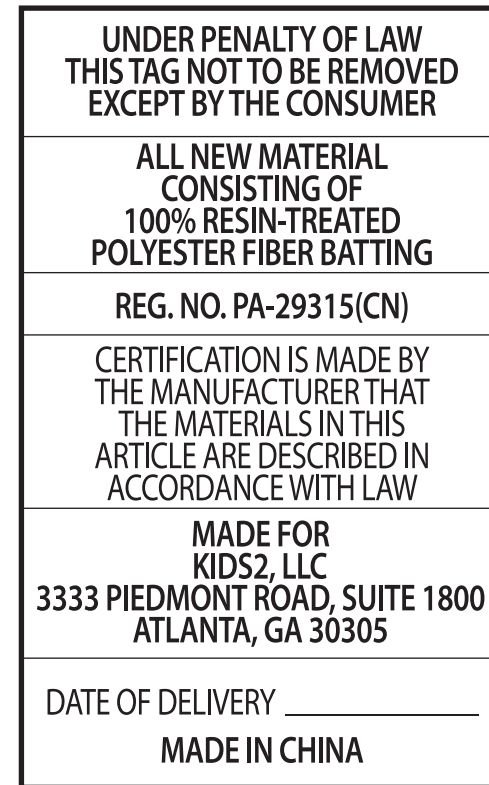 UNDER PENALTY OF LAW
THIS TAG NOT TO BE REMOVED
EXCEPT BY THE CONSUMER
ALL NEW MATERIAL
CONSISTING OF
100% RESIN-TREATED
POLYESTER FIBER BATTING
REG. NO. PA-29315(CN)
CERTIFICATION IS MADE BY
THE MANUFACTURER THAT
THE MATERIALS IN THIS
ARTICLE ARE DESCRIBED IN
ACCORDANCE WITH LAW
MADE FOR
KIDS2, LLC
3333 PIEDMONT ROAD, SUITE 1800
ATLANTA, GA 30305
DATE OF DELIVERY ______________
MADE IN CHINA